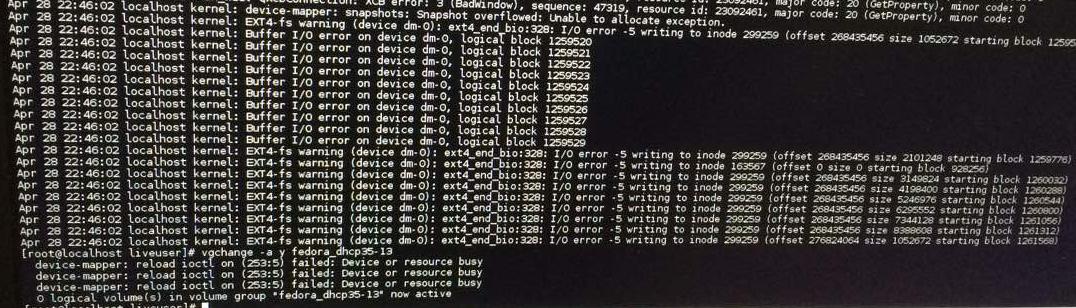 XCB error: 3 (BadWindow), sequence: 47319, resource id: 23092461, major code: 20 (GetProperty), minor code: 0
Apr 28 22:46:02 localhost kernel: device-mapper: snapshots: Snapshot overflowed: Unable to allocate exception.
Apr 28 22:46:02 localhost kernel: EXT4-fs warning (device dm-0): ext4_end_bio:328: I/O error -5 writing to inode 299259 (offset 268435456 size 1052672 starting block 1259
Apr 28 22:46:02 localhost kernel: Buffer I/O error on device dm-0, logical block 1259520
Apr 28 22:46:02 localhost kernel: Buffer I/O error on device dm-0, logical block 1259521
Apr 28 22:46:02 localhost kernel: Buffer I/O error on device dm-0, logical block 1259522
Apr 28 22:46:02 localhost kernel: Buffer I/O error on device dm-0, logical block 1259523
Apr 28 22:46:02 localhost kernel: Buffer I/O error on device dm-0, logical block 1259524
Apr 28 22:46:02 localhost kernel: Buffer I/O error on device dm-0, logical block 1259525
Apr 28 22:46:02 localhost kernel: Buffer I/O error on device dm-0, logical block 1259526
Apr 28 22:46:02 localhost kernel: Buffer I/O error on device dm-0, logical block 1259527
Apr 28 22:46:02 localhost kernel: Buffer I/O error on device dm-0, logical block 1259528
Apr 28 22:46:02 localhost kernel: Buffer I/O error on device dm-0, logical block 1259529
Apr 28 22:46:02 localhost kernel: EXT4-fs warning (device dm-0): ext4_end_bio:328: I/O error -5 writing to inode 299259 (offset 268435456 size 2101248 starting block 1259776)
Apr 28 22:46:02 localhost kernel: EXT4-fs warning (device dm-0): ext4_end_bio:328: I/O error -5 writing to inode 163567 (offset 0 size 0 starting block 928256)
Apr 28 22:46:02 localhost kernel: EXT4-fs warning (device dm-0): ext4_end_bio:328: I/O error -5 writing to inode 299259 (offset 268435456 size 3149824 starting block 1260032)
Apr 28 22:46:02 localhost kernel: EXT4-fs warning (device dm-0): ext4_end_bio:328: I/O error -5 writing to inode 299259 (offset 268435456 size 4198400 starting block 1260288)
Apr 28 22:46:02 localhost kernel: EXT4-fs warning (device dm-0): ext4_end_bio:328: I/O error -5 writing to inode 299259 (offset 268435456 size 5246976 starting block 1260544)
Apr 28 22:46:02 localhost kernel: EXT4-fs warning (device dm-0): ext4_end_bio:328: I/O error -5 writing to inode 299259 (offset 268435456 size 6295552 starting block 1260800)
Apr 28 22:46:02 localhost kernel: EXT4-fs warning (device dm-0): ext4_end_bio:328: I/O error -5 writing to inode 299259 (offset 268435456 size 7344128 starting block 1261056)
Apr 28 22:46:02 localhost kernel: EXT4-fs warning (device dm-0): ext4_end_bio:328: I/O error -5 writing to inode 299259 (offset 268435456 size 8388608 starting block 1261312)
Apr 28 22:46:02 localhost kernel: EXT4-fs warning (device dm-0): ext4_end_bio:328: I/O error -5 writing to inode 299259 (offset 276824064 size 1052672 starting block 1261568)
[root@localhost liveuser]# vgchange -a y fedora_dhcp35-13
device-mapper: reload ioctl on (253:5) failed: Device or resource busy
device-mapper: reload ioctl on (253:5) failed: Device or resource busy
device-mapper: reload ioctl on (253:5) failed: Device or resource busy
0 logical volume(s) in volume group "fedora_dhcp35-13" now active
[root@localhost liveuser]#